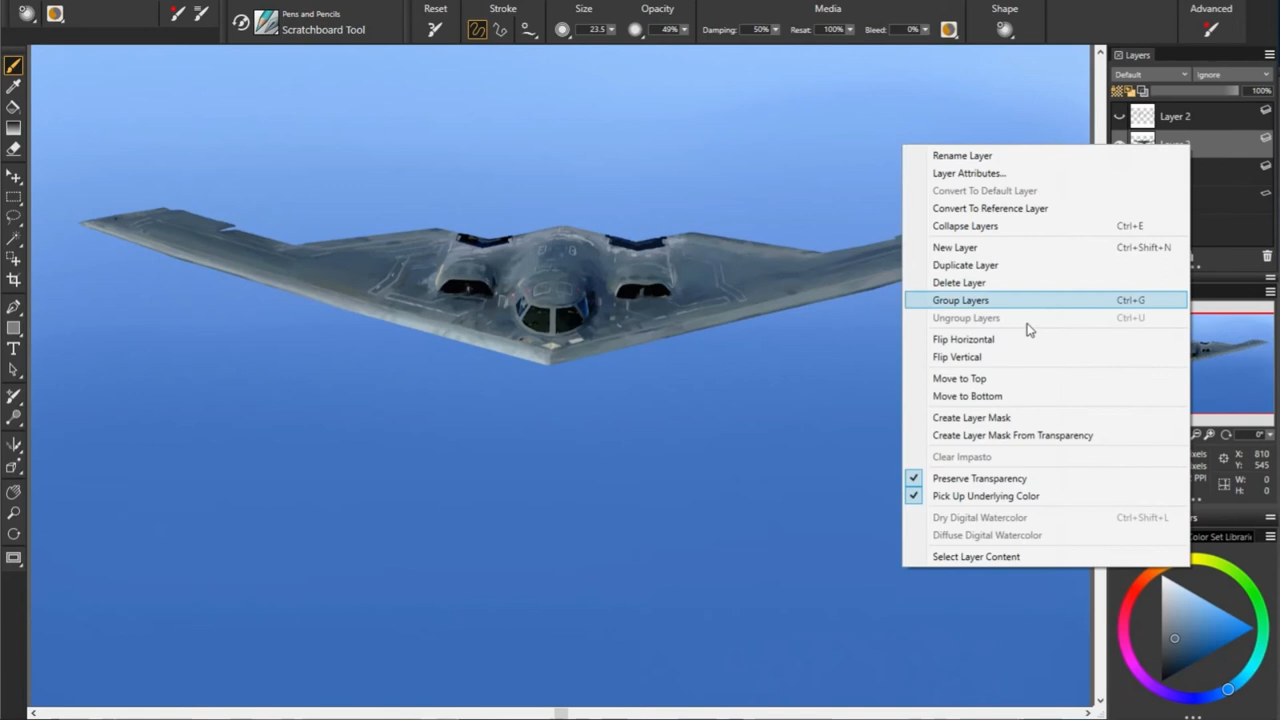 Reset
Stroke
Size
Opacity
Media
Shape
Advanced
Pens and Pencils
Scratchboard Tool
23.5
49%
Damping: 50%
Resat: 100%
Bleed: 0%
Layers
Default
Ignore
100%
Layer 2
Rename Layer
Layer Attributes...
Convert To Default Layer
Convert To Reference Layer
Collapse Layers Ctrl+E
New Layer Ctrl+Shift+N
Duplicate Layer
Delete Layer
Group Layers Ctrl+G
Ungroup Layers Ctrl+U
Flip Horizontal
Flip Vertical
Move to Top
Move to Bottom
Create Layer Mask
Create Layer Mask From Transparency
Clear Impasto
Preserve Transparency
Pick Up Underlying Color
Dry Digital Watercolor Ctrl+Shift+L
Diffuse Digital Watercolor
Select Layer Content
0°
X: 810
Y: 545
PPI
W: 0
H: 0
Color Set Librari